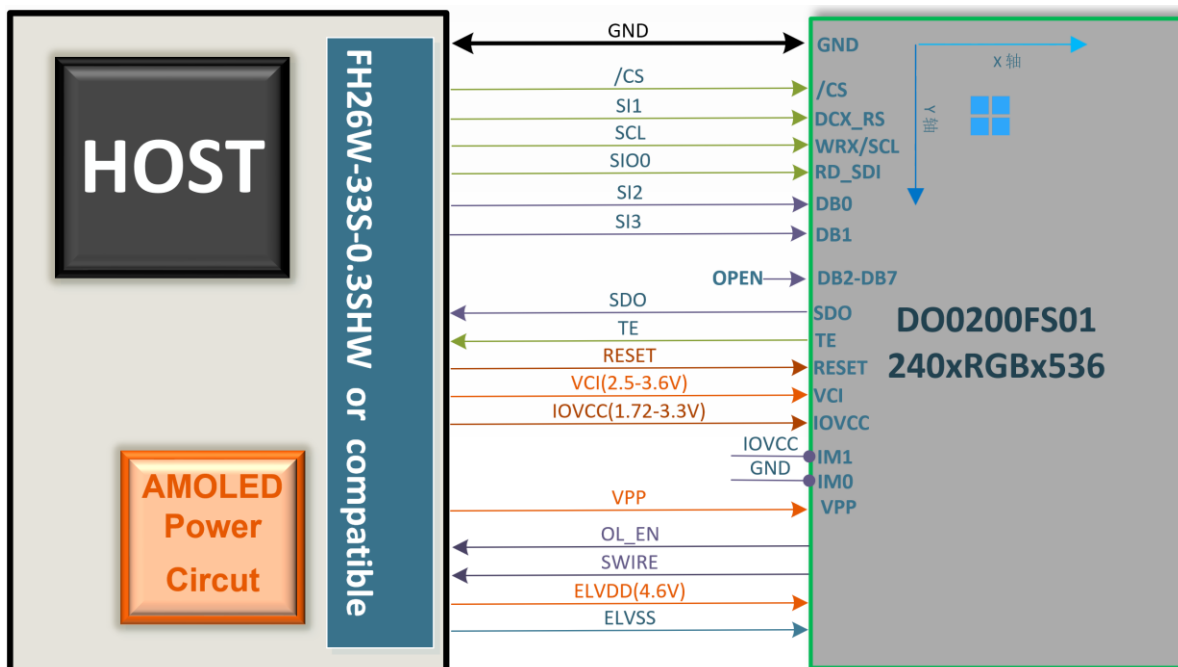 HOST
AMOLED
Power
Circut
FH26W-33S-0.3SHW or compatible
GND
/CS
SI1
SCL
SIO0
SI2
SI3
OPEN
SDO
TE
RESET
VCI(2.5-3.6V)
IOVCC(1.72-3.3V)
IOVCC
GND
VPP
OL_EN
SWIRE
ELVDD(4.6V)
ELVSS
GND
/CS
DCX_RS
WRX/SCL
RD_SDI
DB0
DB1
DB2-DB7
SDO
TE
RESET
VCI
IOVCC
IM1
IM0
VPP
X 轴
Y 轴
DO0200FS01
240xRGBx536